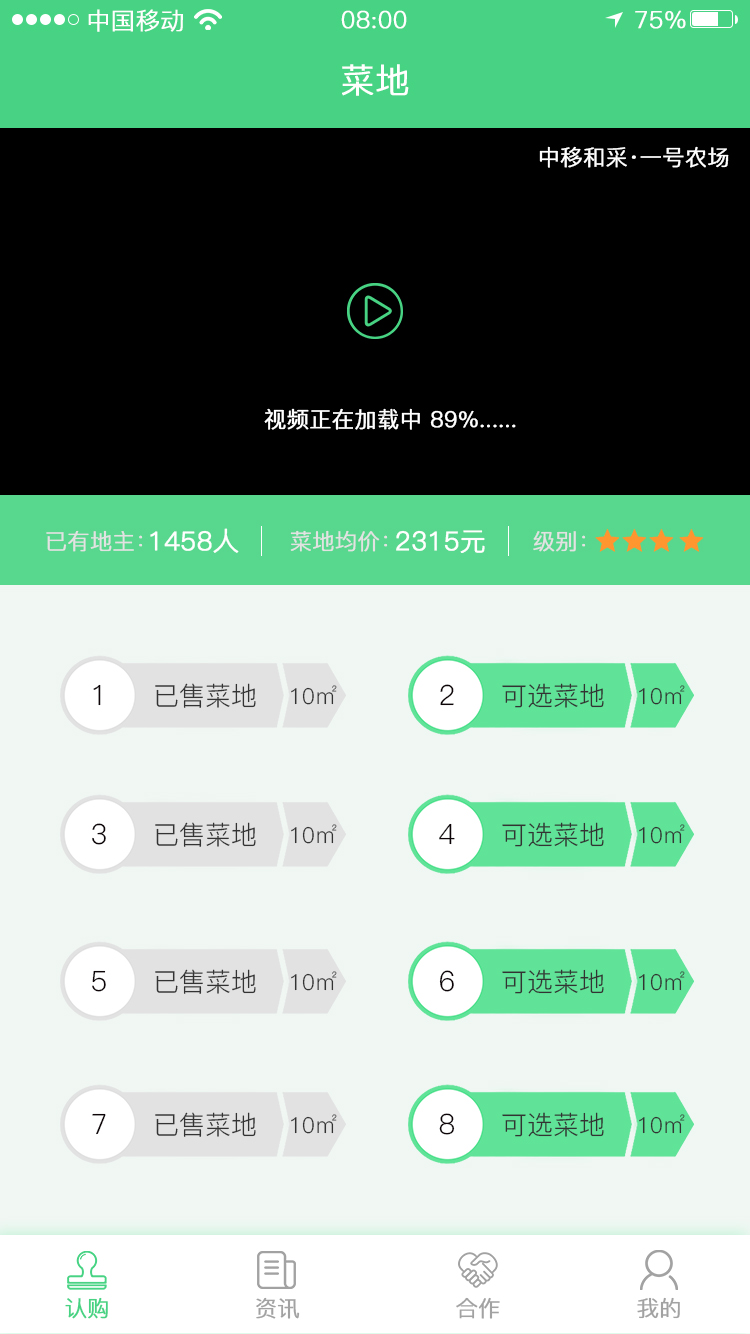 中国移动 08:00 75%
菜地
中移和采·一号农场
视频正在加载中 89%......
已有地主:1458人 菜地均价:2315元 级别:
1 已售菜地 10㎡ 2 可选菜地 10㎡
3 已售菜地 10㎡ 4 可选菜地 10㎡
5 已售菜地 10㎡ 6 可选菜地 10㎡
7 已售菜地 10㎡ 8 可选菜地 10㎡
认购 资讯 合作 我的